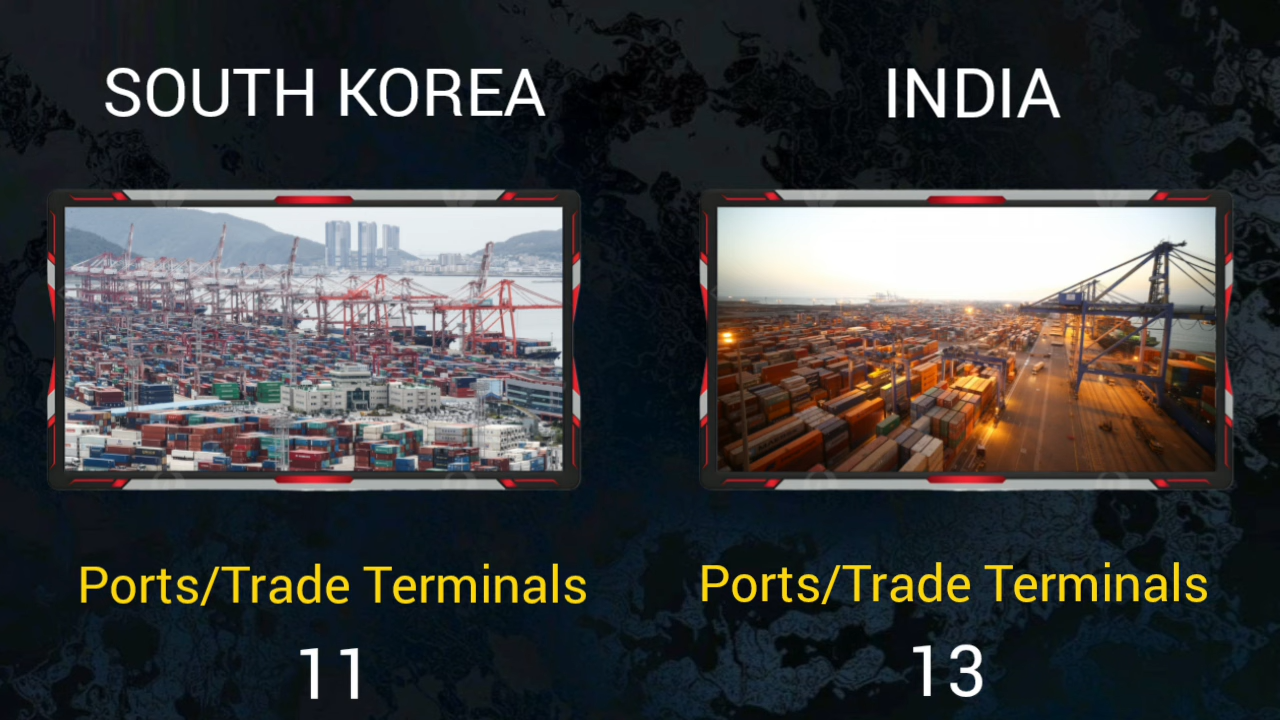 SOUTH KOREA
INDIA
Ports/Trade Terminals
Ports/Trade Terminals
11
13